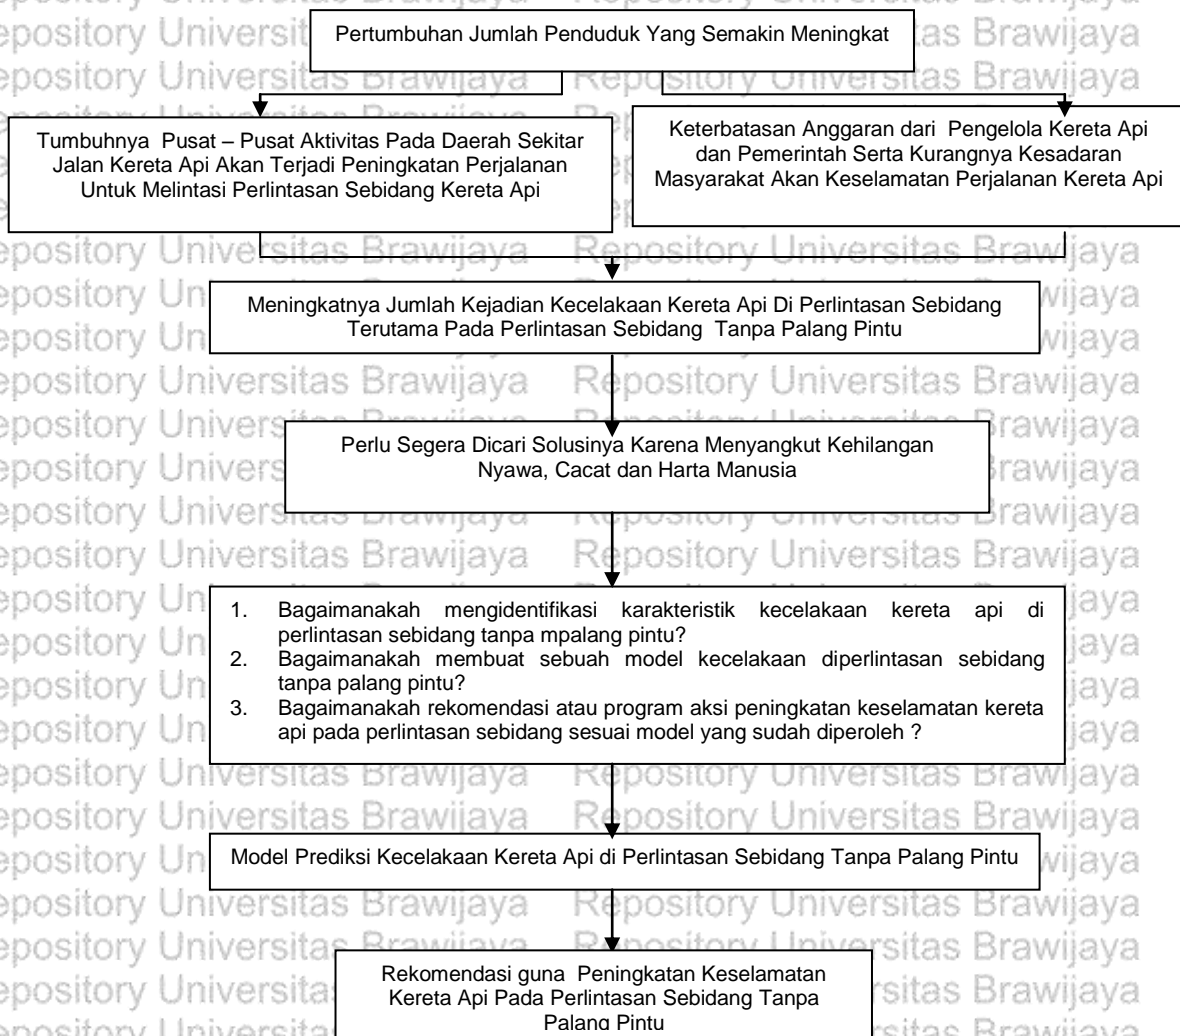 Pertumbuhan Jumlah Penduduk Yang Semakin Meningkat
Tumbuhnya Pusat – Pusat Aktivitas Pada Daerah Sekitar
Jalan Kereta Api Akan Terjadi Peningkatan Perjalanan
Untuk Melintasi Perlintasan Sebidang Kereta Api
Keterbatasan Anggaran dari Pengelola Kereta Api
dan Pemerintah Serta Kurangnya Kesadaran
Masyarakat Akan Keselamatan Perjalanan Kereta Api
Meningkatnya Jumlah Kejadian Kecelakaan Kereta Api Di Perlintasan Sebidang
Terutama Pada Perlintasan Sebidang Tanpa Palang Pintu
Perlu Segera Dicari Solusinya Karena Menyangkut Kehilangan
Nyawa, Cacat dan Harta Manusia
1. Bagaimanakah mengidentifikasi karakteristik kecelakaan kereta api di
perlintasan sebidang tanpa mpalang pintu?
2. Bagaimanakah membuat sebuah model kecelakaan diperlintasan sebidang
tanpa palang pintu?
3. Bagaimanakah rekomendasi atau program aksi peningkatan keselamatan kereta
api pada perlintasan sebidang sesuai model yang sudah diperoleh ?
Model Prediksi Kecelakaan Kereta Api di Perlintasan Sebidang Tanpa Palang Pintu
Rekomendasi guna Peningkatan Keselamatan
Kereta Api Pada Perlintasan Sebidang Tanpa
Palang Pintu